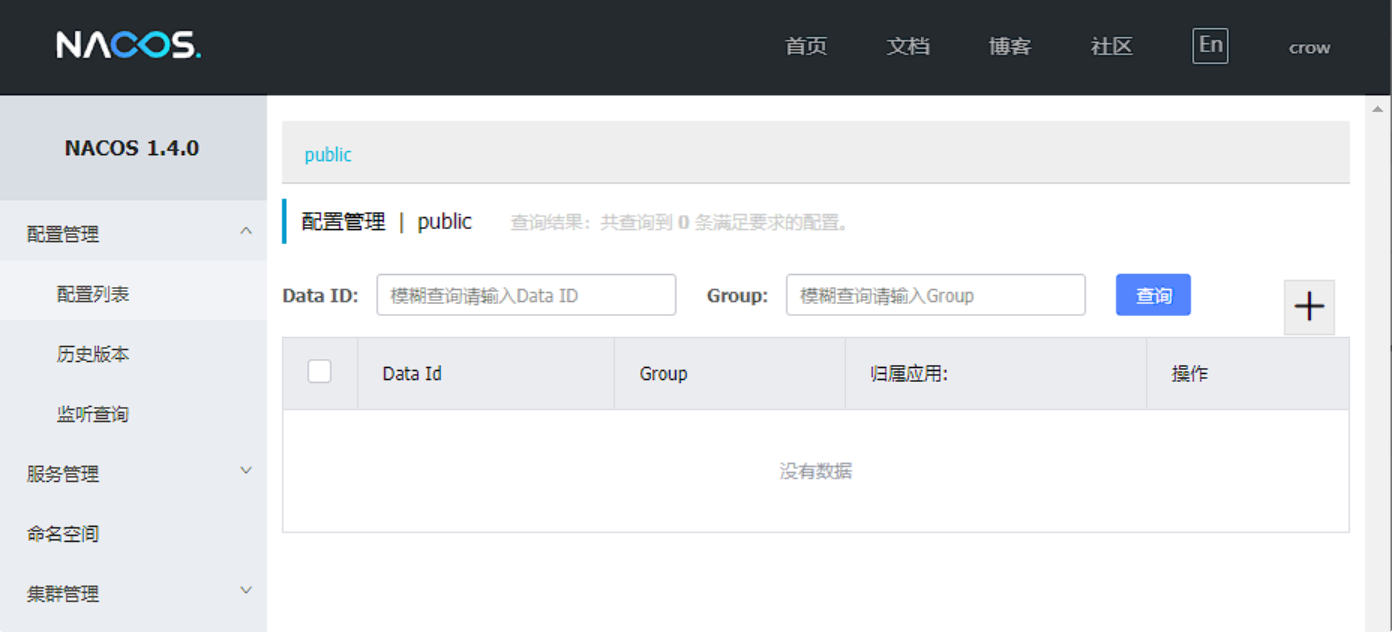 NACOS. 首页 文档 博客 社区 En crow
NACOS 1.4.0
配置管理
配置列表
历史版本
监听查询
服务管理
命名空间
集群管理
public
配置管理 | public 查询结果：共查询到 0 条满足要求的配置。
Data ID: 模糊查询请输入Data ID Group: 模糊查询请输入Group 查询 +
Data Id Group 归属应用: 操作
没有数据